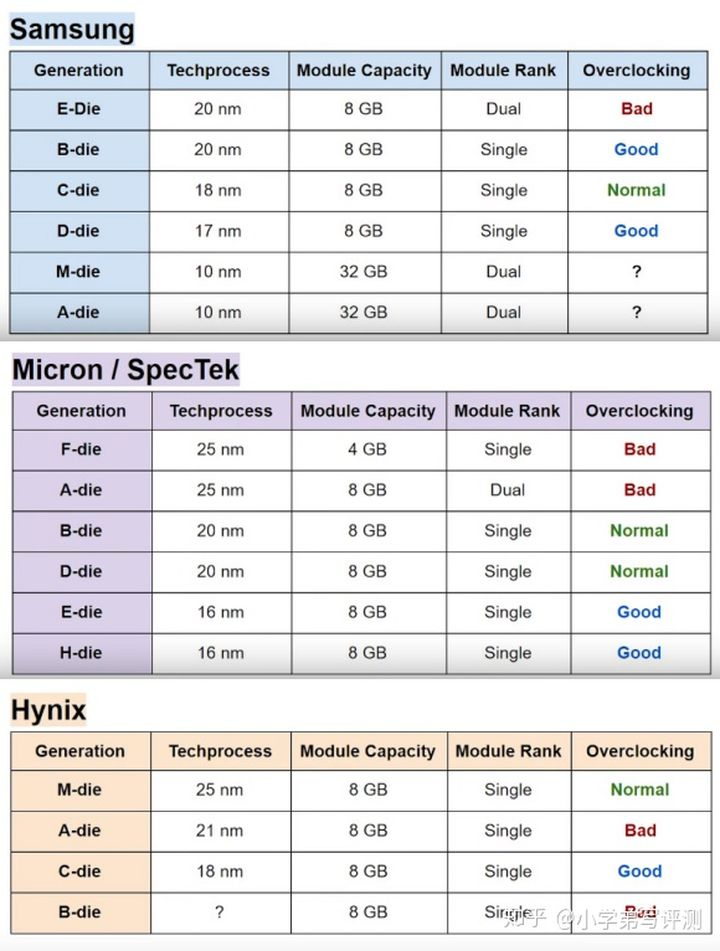 Samsung
Generation Techprocess Module Capacity Module Rank Overclocking
E-Die 20 nm 8 GB Dual Bad
B-die 20 nm 8 GB Single Good
C-die 18 nm 8 GB Single Normal
D-die 17 nm 8 GB Single Good
M-die 10 nm 32 GB Dual ?
A-die 10 nm 32 GB Dual ?
Micron / SpecTek
Generation Techprocess Module Capacity Module Rank Overclocking
F-die 25 nm 4 GB Single Bad
A-die 25 nm 8 GB Dual Bad
B-die 20 nm 8 GB Single Normal
D-die 20 nm 8 GB Single Normal
E-die 16 nm 8 GB Single Good
H-die 16 nm 8 GB Single Good
Hynix
Generation Techprocess Module Capacity Module Rank Overclocking
M-die 25 nm 8 GB Single Normal
A-die 21 nm 8 GB Single Bad
C-die 18 nm 8 GB Single Good
B-die ? 8 GB Single Bad
知乎 @小学弟写评测